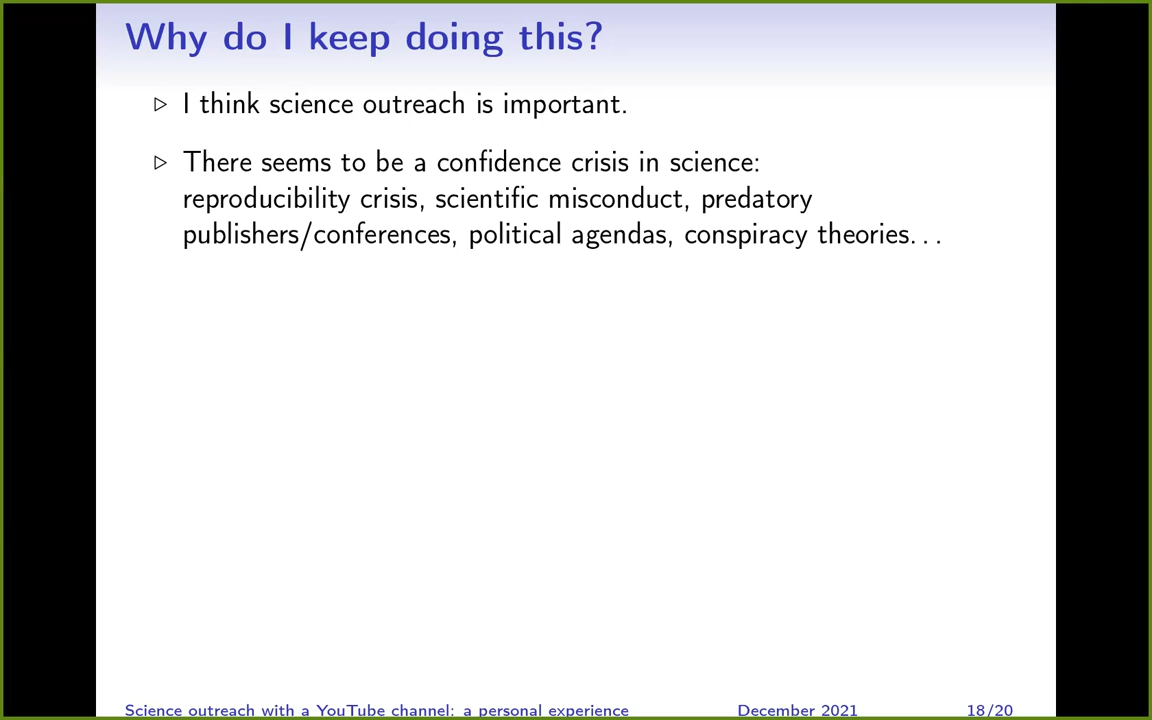 Why do I keep doing this?
▷ I think science outreach is important.
▷ There seems to be a confidence crisis in science:
reproducibility crisis, scientific misconduct, predatory
publishers/conferences, political agendas, conspiracy theories...
Science outreach with a YouTube channel: a personal experience December 2021 18/20